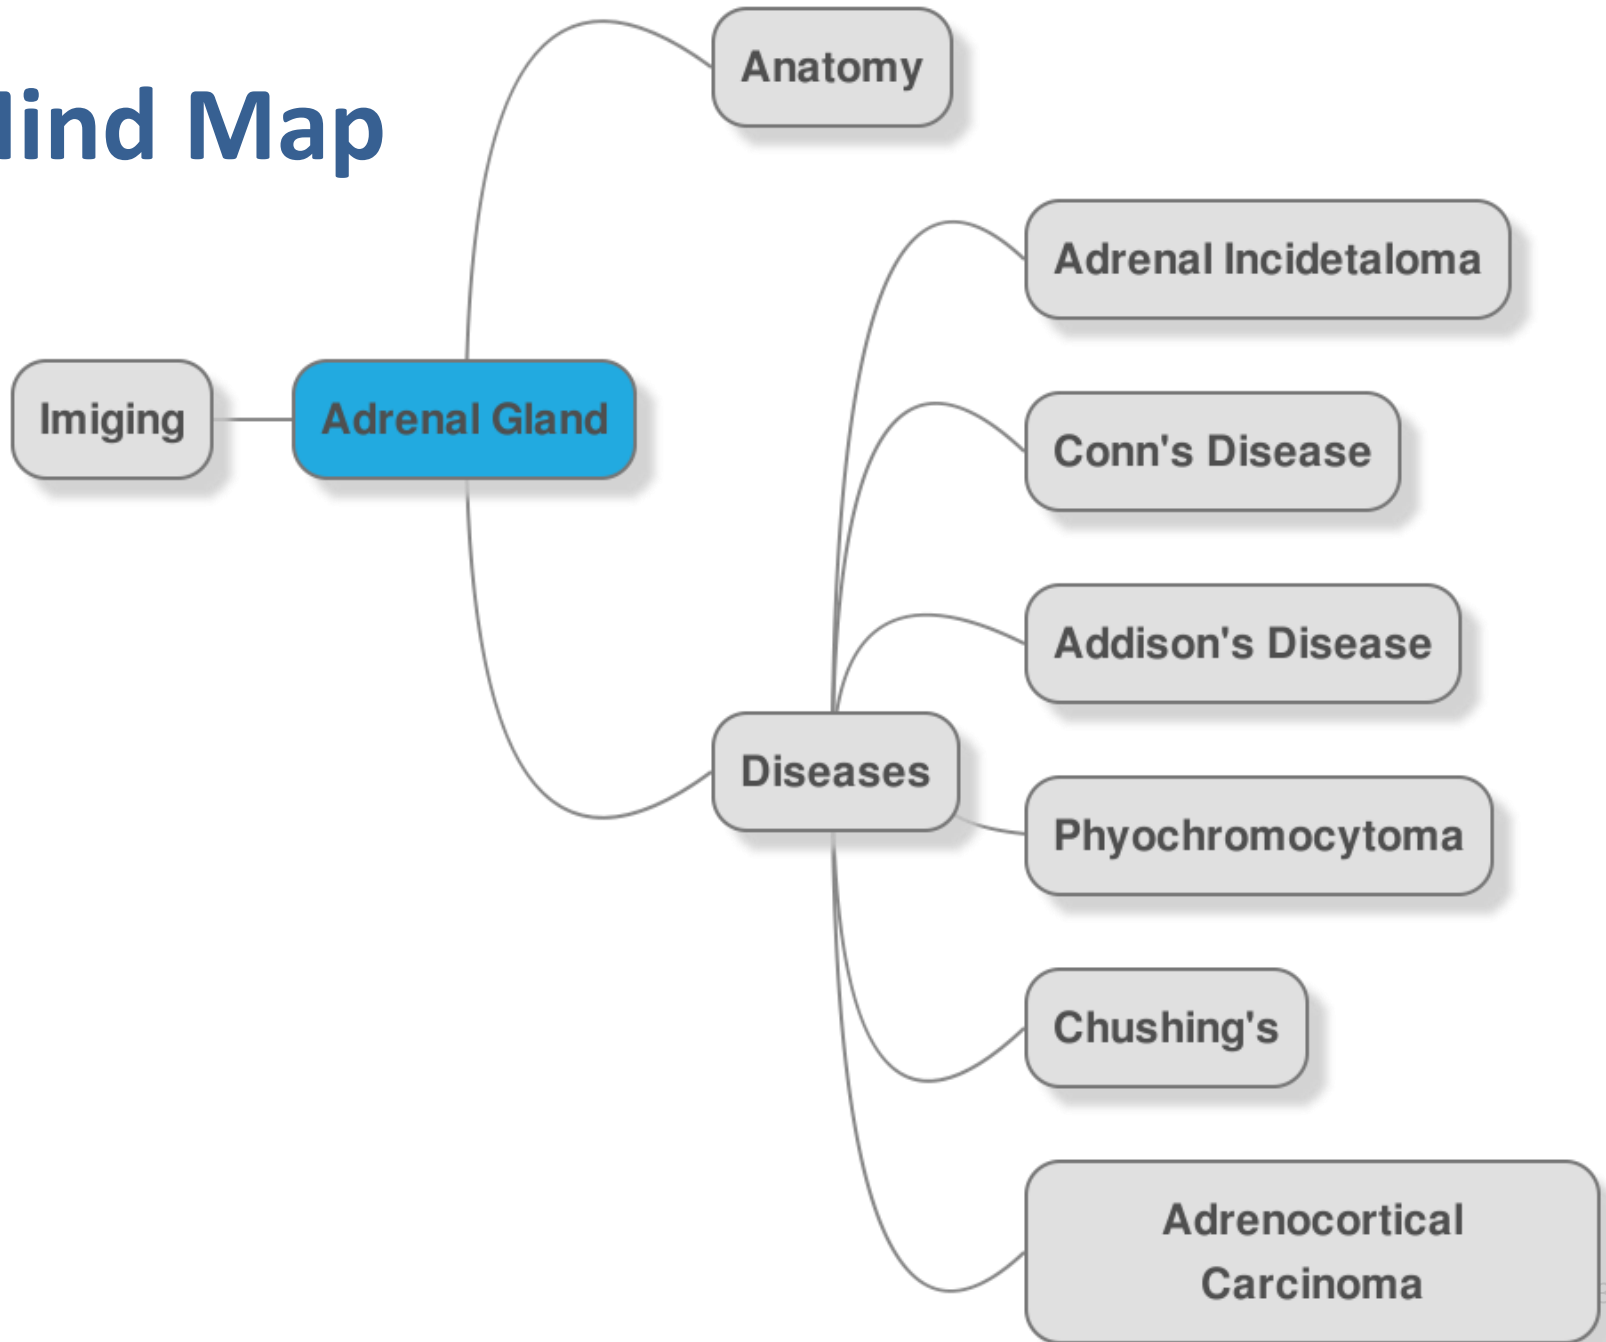 lind Map
Anatomy
Adrenal Incidetaloma
Imiging
Adrenal Gland
Conn's Disease
Addison's Disease
Diseases
Phyochromocytoma
Chushing's
Adrenocortical
Carcinoma